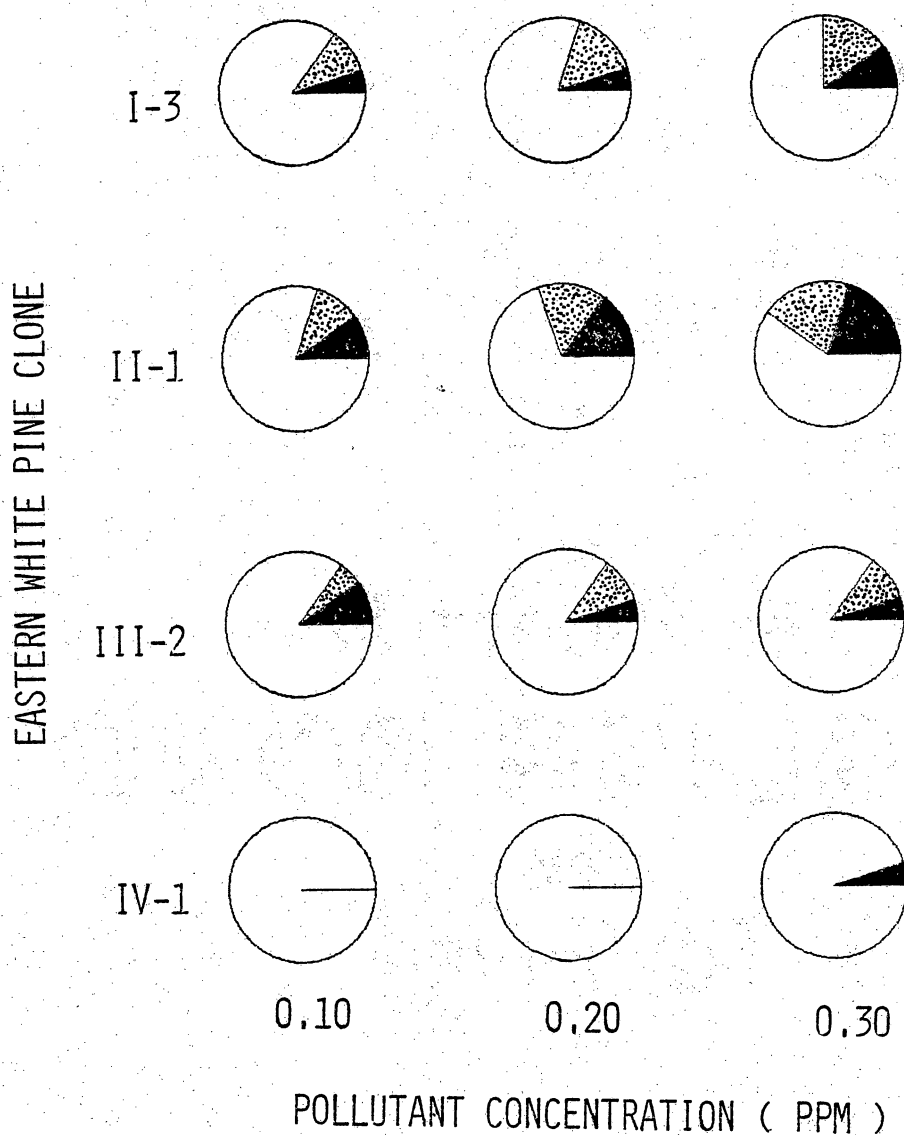 I-3
II-1
III-2
IV-1
EASTERN WHITE PINE CLONE
0.10 0.20 0.30
POLLUTANT CONCENTRATION ( PPM )